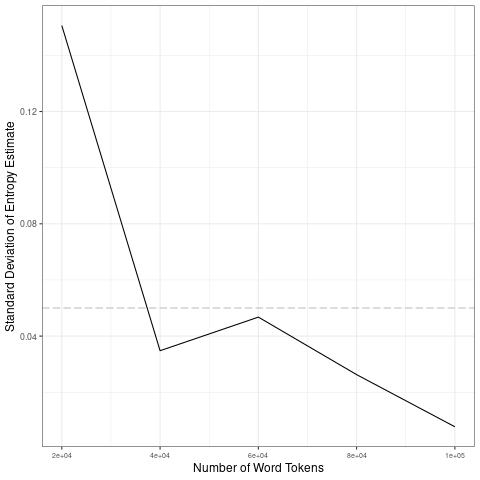 Standard Deviation of Entropy Estimate
0.12
0.08
0.04
2e+04 4e+04 6e+04 8e+04 1e+05
Number of Word Tokens